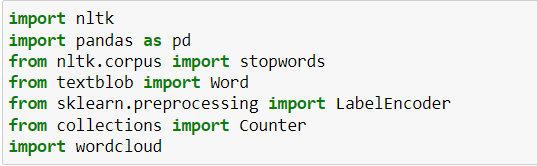 import nltk
import pandas as pd
from nltk.corpus import stopwords
from textblob import Word
from sklearn.preprocessing import LabelEncoder
from collections import Counter
import wordcloud